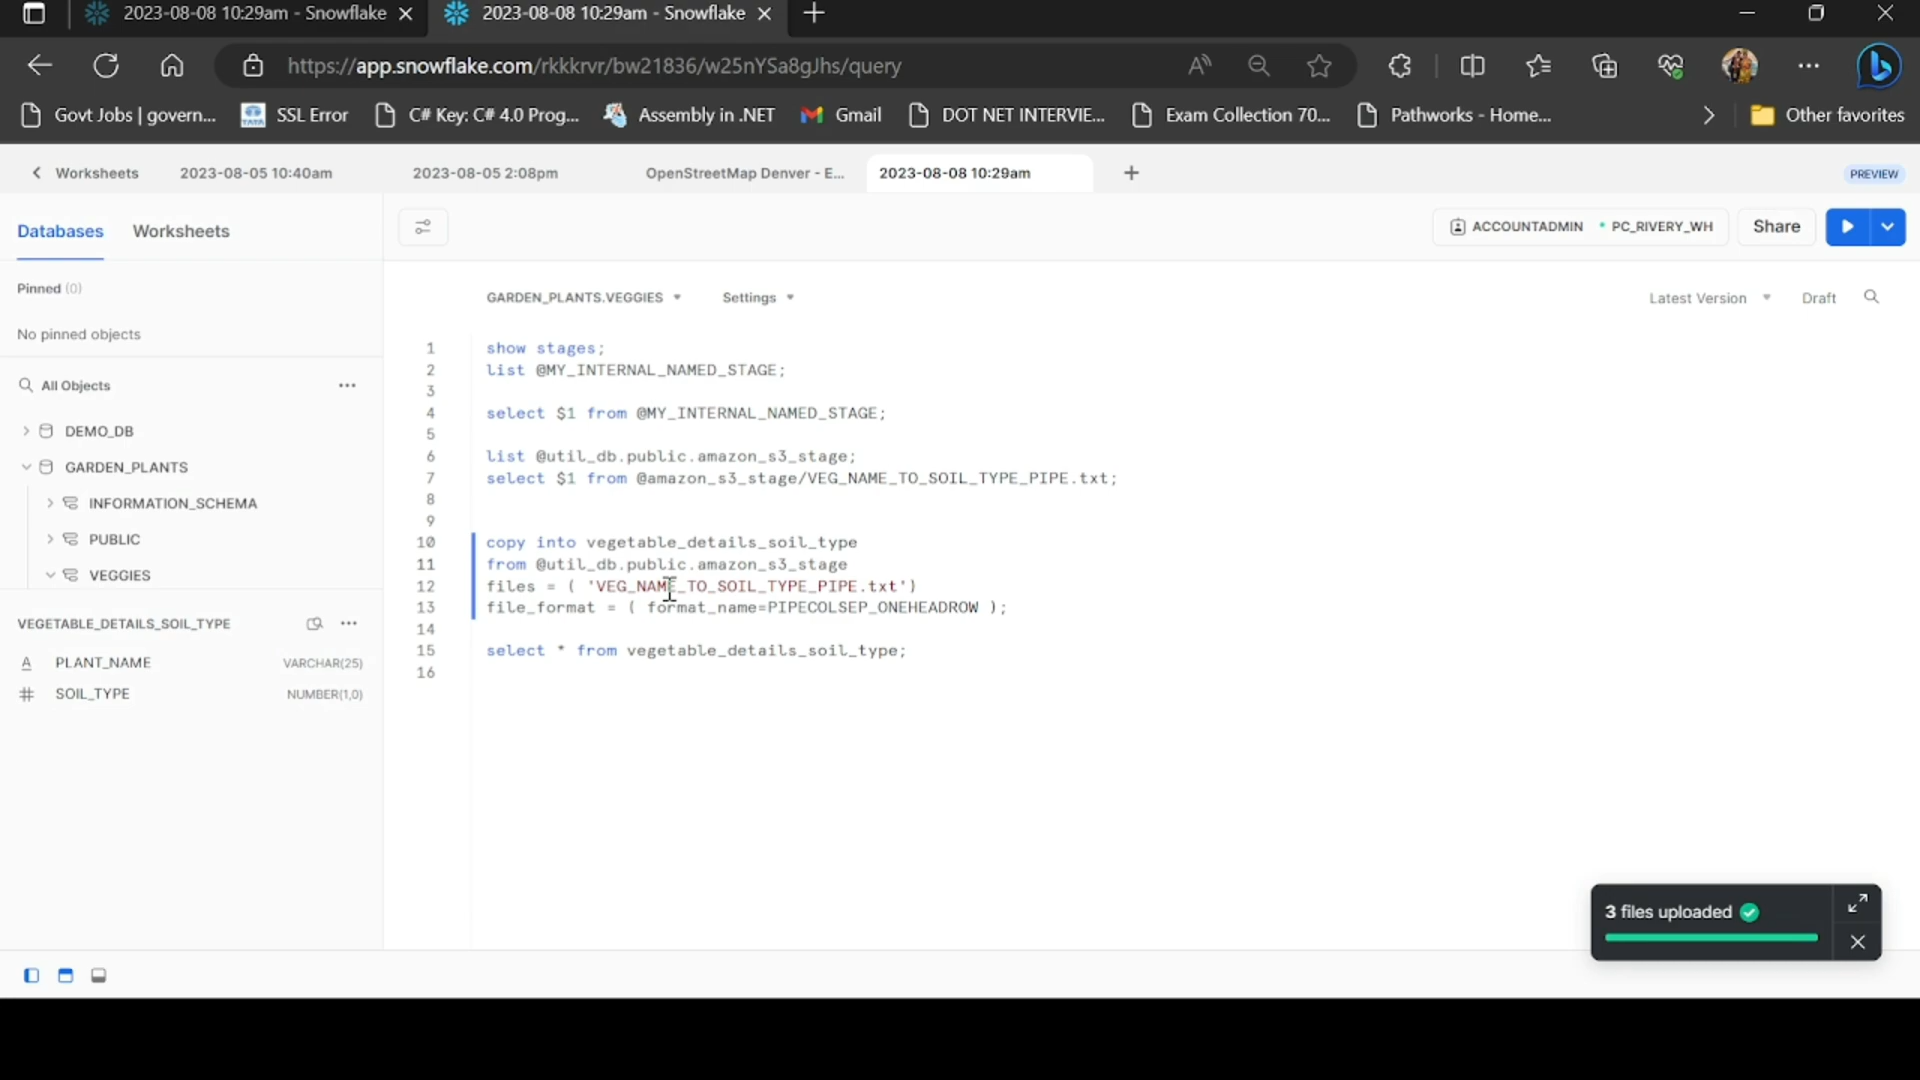 2023-08-08 10:29am - Snowflake
2023-08-08 10:29am - Snowflake
https://app.snowflake.com/rkkkrvr/bw21836/w25nYSa8gJhs/query
Govt Jobs | govern...
SSL Error
C# Key: C# 4.0 Prog...
Assembly in .NET
Gmail
DOT NET INTERVIE...
Exam Collection 70...
Pathworks - Home...
Other favorites
Worksheets
2023-08-05 10:40am
2023-08-05 2:08pm
OpenStreetMap Denver - E...
2023-08-08 10:29am
PREVIEW
Databases
Worksheets
ACCOUNTADMIN
PC_RIVERY_WH
Share
Pinned (0)
No pinned objects
All Objects
DEMO_DB
GARDEN_PLANTS
INFORMATION_SCHEMA
PUBLIC
VEGGIES
VEGETABLE_DETAILS_SOIL_TYPE
PLANT_NAME VARCHAR(25)
SOIL_TYPE NUMBER(1,0)
GARDEN_PLANTS.VEGGIES
Settings
Latest Version
Draft
1 show stages;
2 list @MY_INTERNAL_NAMED_STAGE;
3
4 select $1 from @MY_INTERNAL_NAMED_STAGE;
5
6 list @util_db.public.amazon_s3_stage;
7 select $1 from @amazon_s3_stage/VEG_NAME_TO_SOIL_TYPE_PIPE.txt;
8
9
10 copy into vegetable_details_soil_type
11 from @util_db.public.amazon_s3_stage
12 files = ( 'VEG_NAME_TO_SOIL_TYPE_PIPE.txt')
13 file_format = ( format_name=PIPECOLSEP_ONEHEADROW );
14
15 select * from vegetable_details_soil_type;
16
3 files uploaded